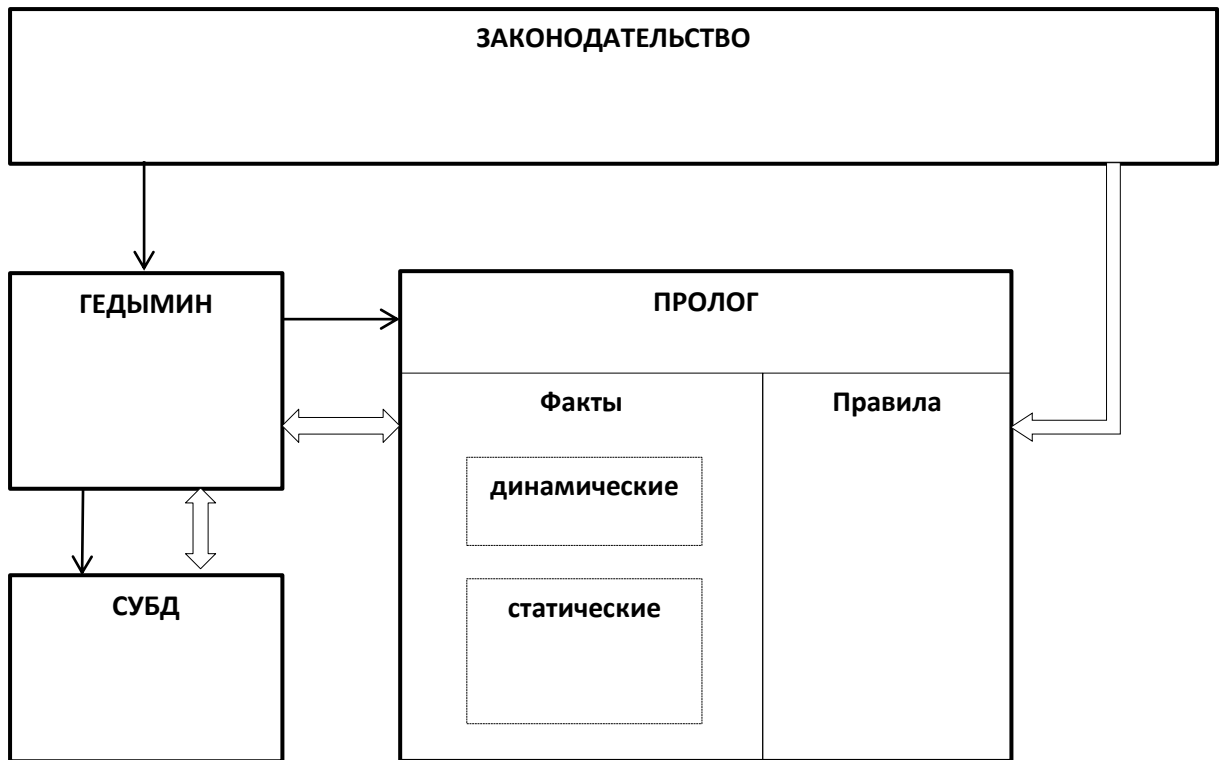 ЗАКОНОДАТЕЛЬСТВО
ГЕДЫМИН
ПРОЛОГ
Факты
Правила
динамические
статические
СУБД